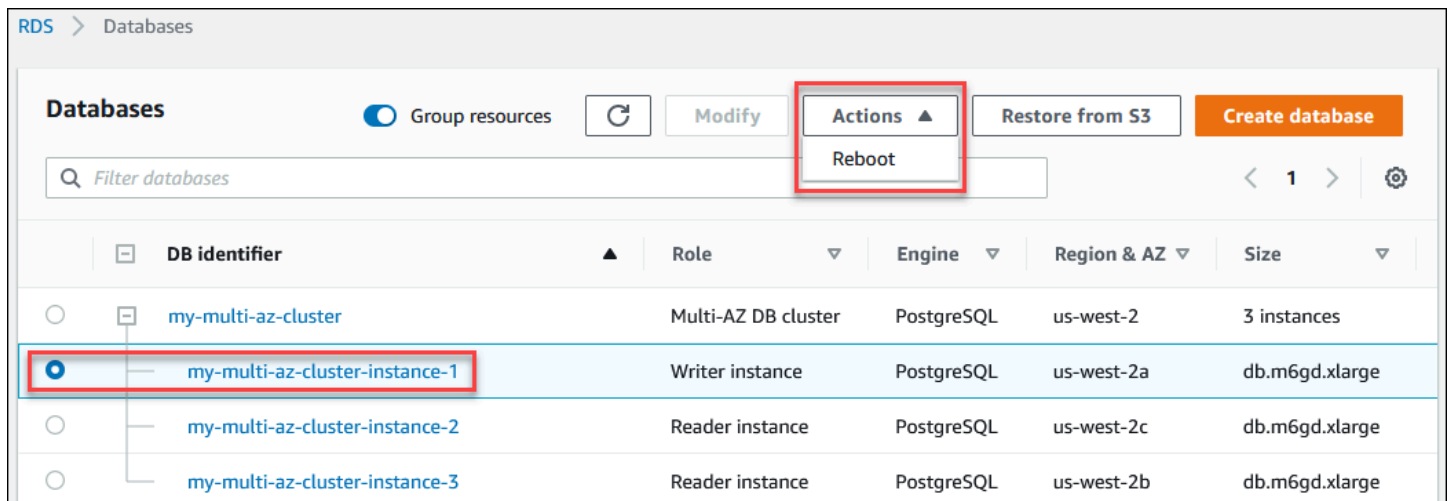 RDS > Databases
Databases Group resources Modify Actions ▲ Restore from S3 Create database
Reboot
Filter databases < 1 >
DB identifier ▲ Role ▽ Engine ▽ Region & AZ ▽ Size ▽
my-multi-az-cluster Multi-AZ DB cluster PostgreSQL us-west-2 3 instances
my-multi-az-cluster-instance-1 Writer instance PostgreSQL us-west-2a db.m6gd.xlarge
my-multi-az-cluster-instance-2 Reader instance PostgreSQL us-west-2c db.m6gd.xlarge
my-multi-az-cluster-instance-3 Reader instance PostgreSQL us-west-2b db.m6gd.xlarge